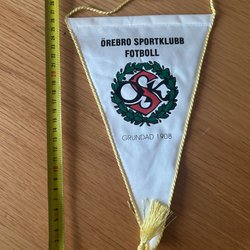 ÖREBRO SPORTKLUBB
FOTBOLL
ÖSK
GRUNDAD 1908